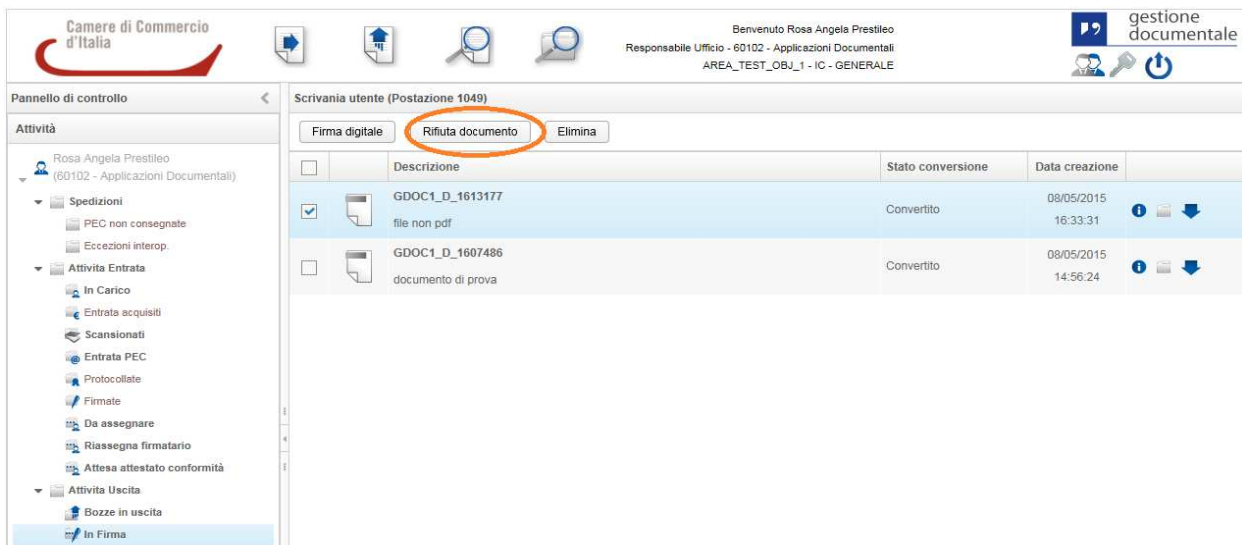 Camere di Commercio
d'Italia
Benvenuto Rosa Angela Prestileo
Responsabile Ufficio - 60102 - Applicazioni Documentali
AREA_TEST_OBJ_1 - IC - GENERALE
gestione
documentale
Pannello di controllo
Scrivania utente (Postazione 1049)
Attività
Firma digitale
Rifiuta documento
Elimina
Rosa Angela Prestileo
(60102 - Applicazioni Documentali)
Descrizione
Stato conversione
Data creazione
Spedizioni
PEC non consegnate
Eccezioni interop.
Attivita Entrata
In Carico
Entrata acquisiti
Scansionati
Entrata PEC
Protocollate
Firmate
Da assegnare
Riassegna firmatario
Attesa attestato conformità
Attivita Uscita
Bozze in uscita
In Firma
GDOC1_D_1613177
file non pdf
Convertito
08/05/2015
16:33:31
GDOC1_D_1607486
documento di prova
Convertito
08/05/2015
14:56:24